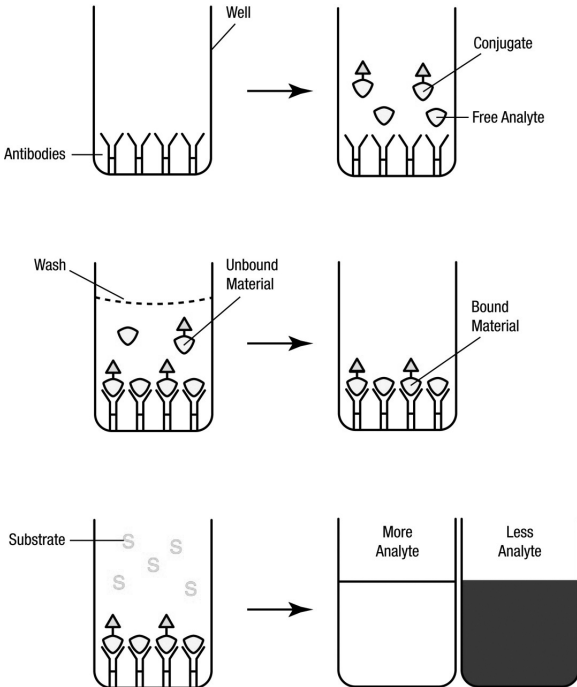 Well
Antibodies
Conjugate
Free Analyte
Wash
Unbound
Material
Bound
Material
Substrate
S
S
S
S
S
More
Analyte
Less
Analyte